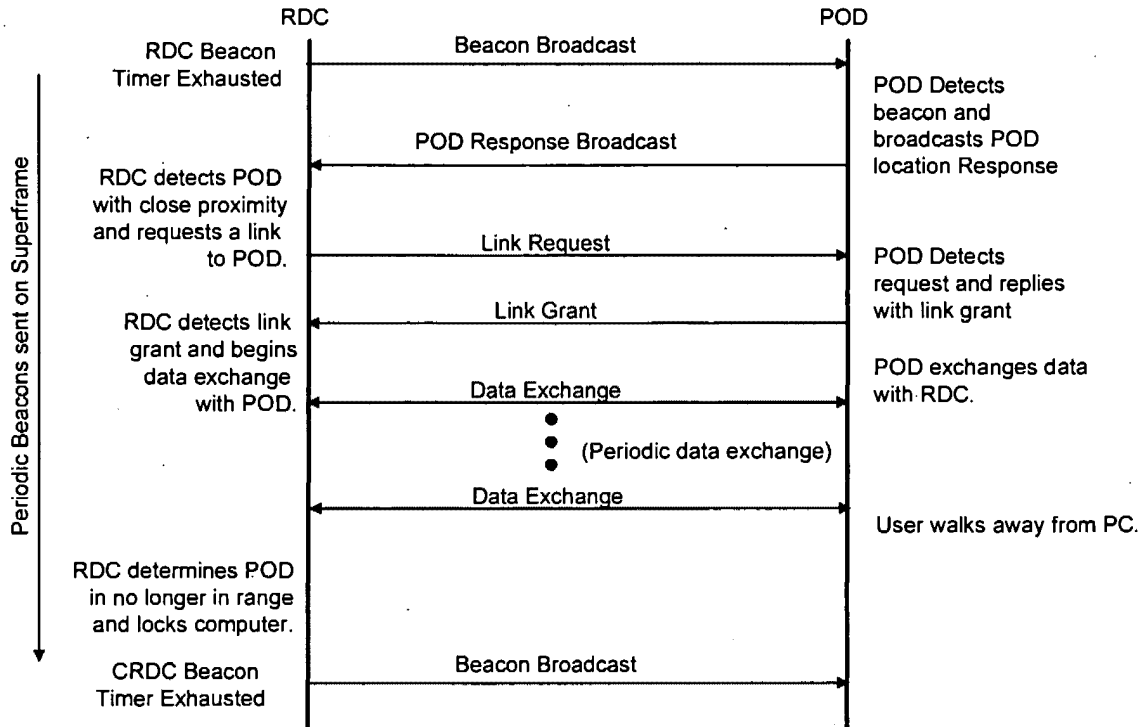 RDC
POD
RDC Beacon
Timer Exhausted
Beacon Broadcast
POD Detects
beacon and
broadcasts POD
location Response
POD Response Broadcast
RDC detects POD
with close proximity
and requests a link
to POD.
Link Request
POD Detects
request and replies
with link grant
Link Grant
RDC detects link
grant and begins
data exchange
with POD.
POD exchanges data
with RDC.
Data Exchange
(Periodic data exchange)
Data Exchange
User walks away from PC.
RDC determines POD
in no longer in range
and locks computer.
CRDC Beacon
Timer Exhausted
Beacon Broadcast
Periodic Beacons sent on Superframe